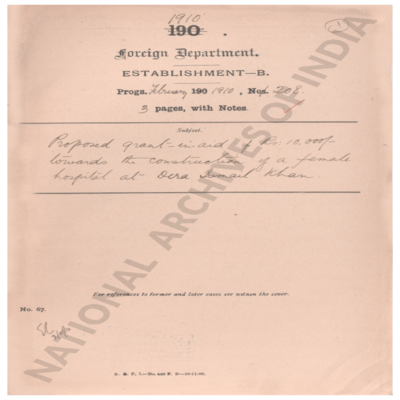 1910
190 .
1
Foreign Department.
ESTABLISHMENT—B.
Progs. February 190 1910, Nos. 208.
3 pages, with Notes.
Subject.
Proposed grant-in-aid of Rs: 10,000/-
towards the construction of a female
hospital at Dera Ismail Khan.
For references to former and later cases see within the cover.
No. 87.
NATIONAL ARCHIVES OF INDIA